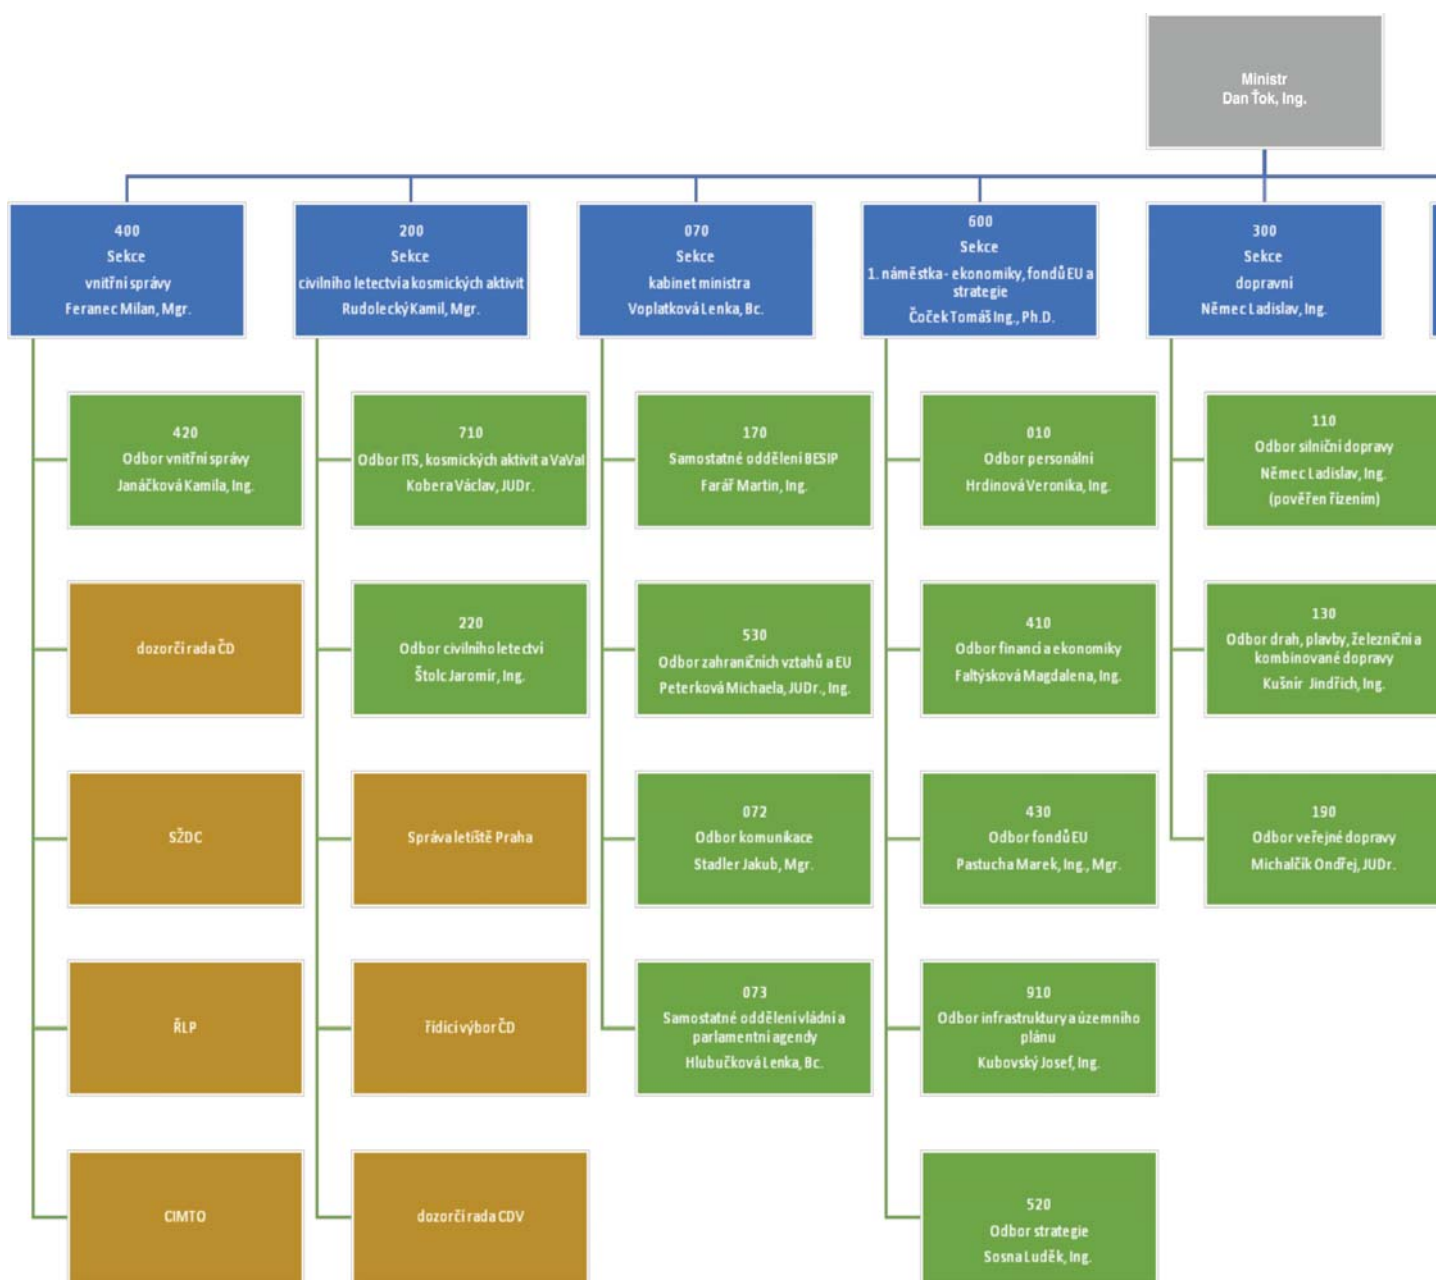 Ministr
Dan Ťok, Ing.
400
Sekce
vnitřní správy
Feranec Milan, Mgr.
200
Sekce
civilního letectví a kosmických aktivit
Rudolecký Kamil, Mgr.
070
Sekce
kabinet ministra
Voplatková Lenka, Bc.
600
Sekce
1. náměstka - ekonomiky, fondů EU a
strategie
Čoček Tomáš Ing., Ph.D.
300
Sekce
dopravní
Němec Ladislav, Ing.
420
Odbor vnitřní správy
Janáčková Kamila, Ing.
dozorčí rada ČD
SŽDC
ŘLP
CIMTO
710
Odbor ITS, kosmických aktivit a VaVaI
Kobera Václav, JUDr.
220
Odbor civilního letectví
Štolc Jaromír, Ing.
Správa letiště Praha
řídící výbor ČD
dozorčí rada CDV
170
Samostatné oddělení BESIP
Farář Martin, Ing.
530
Odbor zahraničních vztahů a EU
Peterková Michaela, JUDr., Ing.
072
Odbor komunikace
Stadler Jakub, Mgr.
073
Samostatné oddělení vládní a
parlamentní agendy
Hlubučková Lenka, Bc.
010
Odbor personální
Hrdinová Veronika, Ing.
410
Odbor financí a ekonomiky
Faltýsková Magdalena, Ing.
430
Odbor fondů EU
Pastucha Marek, Ing., Mgr.
910
Odbor infrastruktury a územního
plánu
Kubovský Josef, Ing.
520
Odbor strategie
Sosna Luděk, Ing.
110
Odbor silniční dopravy
Němec Ladislav, Ing.
(pověřen řízením)
130
Odbor drah, plavby, železniční a
kombinované dopravy
Kušnír Jindřich, Ing.
190
Odbor veřejné dopravy
Michalčík Ondřej, JUDr.